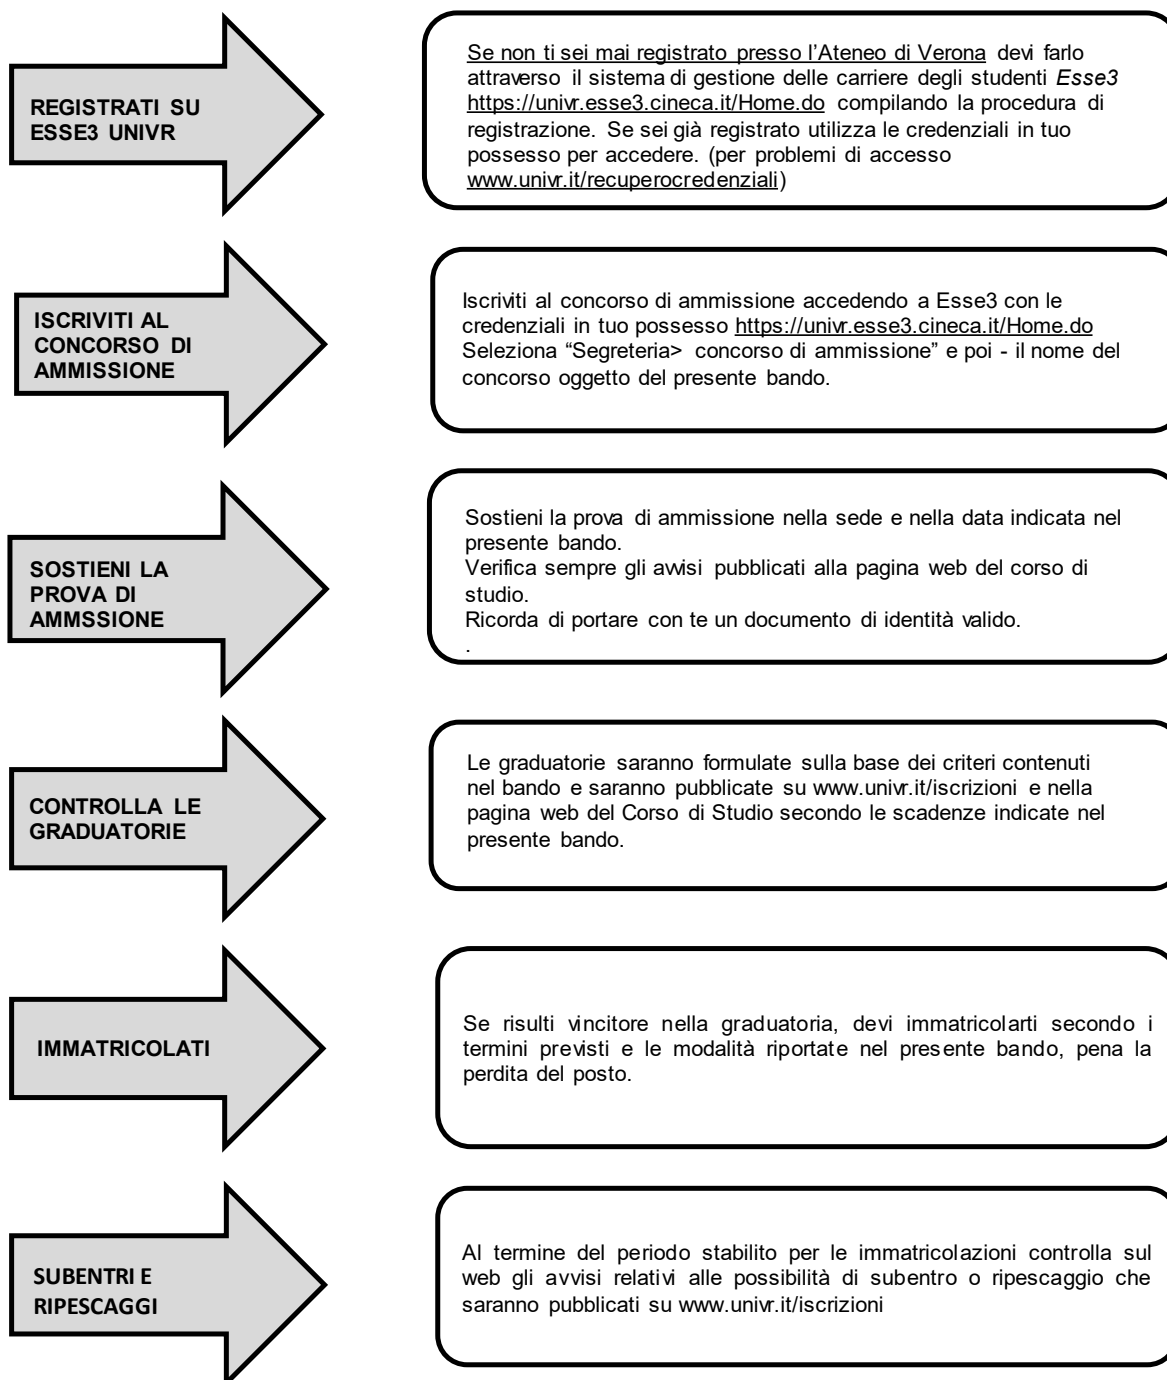 REGISTRATI SU
ESSE3 UNIVR
Se non ti sei mai registrato presso l'Ateneo di Verona devi farlo
attraverso il sistema di gestione delle carriere degli studenti Esse3
https://univr.esse3.cineca.it/Home.do compilando la procedura di
registrazione. Se sei già registrato utilizza le credenziali in tuo
possesso per accedere. (per problemi di accesso
www.univr.it/recuperocredenziali)
ISCRIVITI AL
CONCORSO DI
AMMISSIONE
Iscriviti al concorso di ammissione accedendo a Esse3 con le
credenziali in tuo possesso https://univr.esse3.cineca.it/Home.do
Seleziona “Segreteria> concorso di ammissione” e poi - il nome del
concorso oggetto del presente bando.
SOSTIENI LA
PROVA DI
AMMSSIONE
Sostieni la prova di ammissione nella sede e nella data indicata nel
presente bando.
Verifica sempre gli avvisi pubblicati alla pagina web del corso di
studio.
Ricorda di portare con te un documento di identità valido.
.
CONTROLLA LE
GRADUATORIE
Le graduatorie saranno formulate sulla base dei criteri contenuti
nel bando e saranno pubblicate su www.univr.it/iscrizioni e nella
pagina web del Corso di Studio secondo le scadenze indicate nel
presente bando.
IMMATRICOLATI
Se risulti vincitore nella graduatoria, devi immatricolarti secondo i
termini previsti e le modalità riportate nel presente bando, pena la
perdita del posto.
SUBENTRI E
RIPESCAGGI
Al termine del periodo stabilito per le immatricolazioni controlla sul
web gli avvisi relativi alle possibilità di subentro o ripescaggio che
saranno pubblicati su www.univr.it/iscrizioni